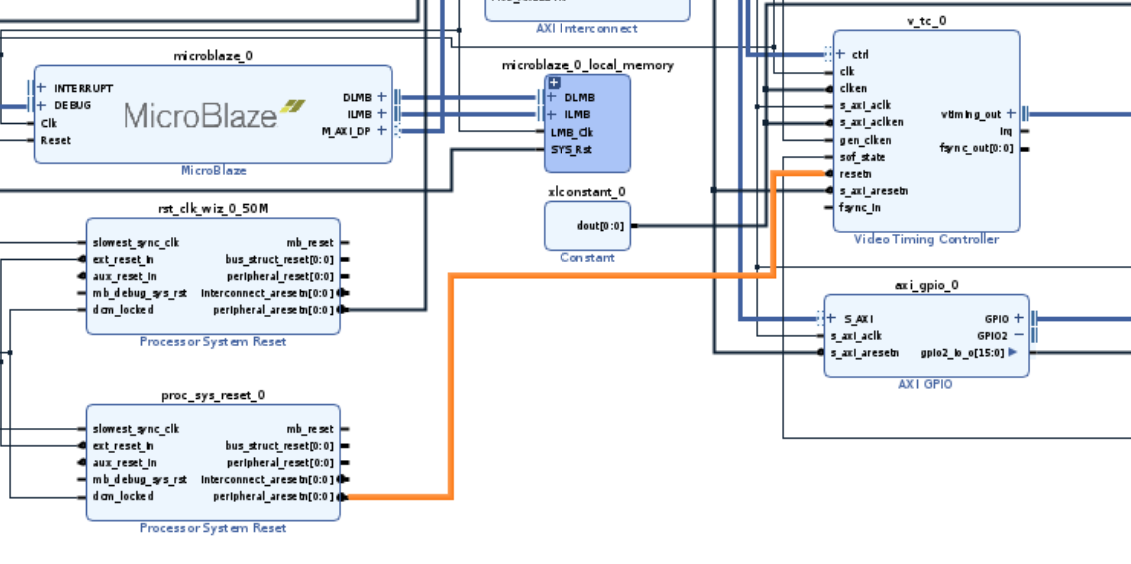 AXI Interconnect
v_tc_0
microblaze_0
INTERRUPT
DEBUG
Clk
Reset
MicroBlaze
DLMB
ILMB
M_AXI_DP
MicroBlaze
microblaze_0_local_memory
DLMB
ILMB
LMB_Clk
SYS_Rst
ctrl
clk
clken
s_axi_aclk
s_axi_aclken
gen_clken
sof_state
resetn
s_axi_aresetn
fsync_in
vtiming_out
irq
fsync_out[0:0]
Video Timing Controller
xlconstant_0
dout[0:0]
Constant
rst_clk_wiz_0_50M
slowest_sync_clk
ext_reset_in
aux_reset_in
mb_debug_sys_rst
dcm_locked
mb_reset
bus_struct_reset[0:0]
peripheral_reset[0:0]
interconnect_aresetn[0:0]
peripheral_aresetn[0:0]
Processor System Reset
axi_gpio_0
S_AXI
s_axi_aclk
s_axi_aresetn
GPIO
GPIO2
gpio2_io_o[15:0]
AXI GPIO
proc_sys_reset_0
slowest_sync_clk
ext_reset_in
aux_reset_in
mb_debug_sys_rst
dcm_locked
mb_reset
bus_struct_reset[0:0]
peripheral_reset[0:0]
interconnect_aresetn[0:0]
peripheral_aresetn[0:0]
Processor System Reset